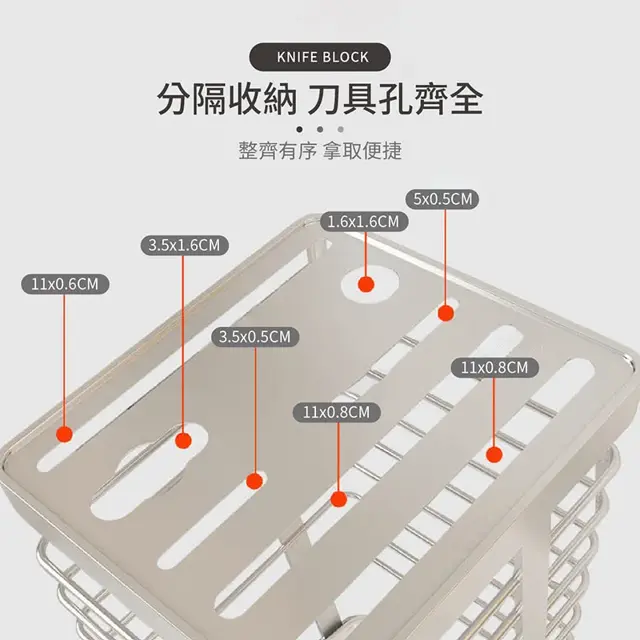 KNIFE BLOCK
分隔收納 刀具孔齊全
整齊有序 拿取便捷
5x0.5CM
1.6x1.6CM
3.5x1.6CM
11x0.6CM
3.5x0.5CM
11x0.8CM
11x0.8CM